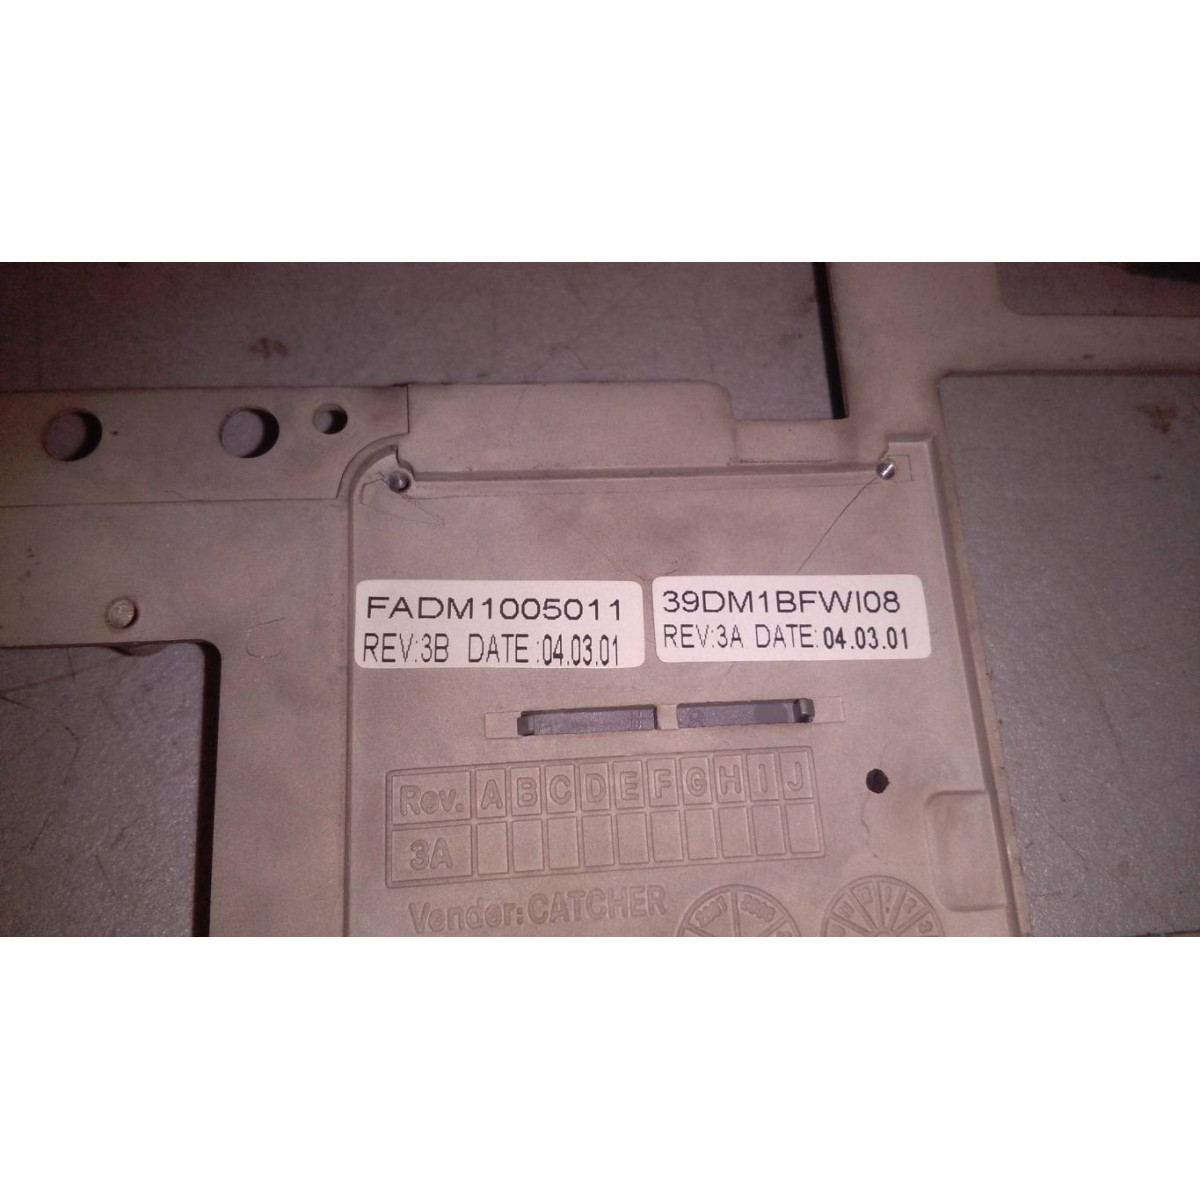 FADM1005011
REV:3B DATE:04.03.01
39DM1BFWI08
REV:3A DATE:04.03.01
Rev. A B C D E F G H I J
3A
Vender: CATCHER